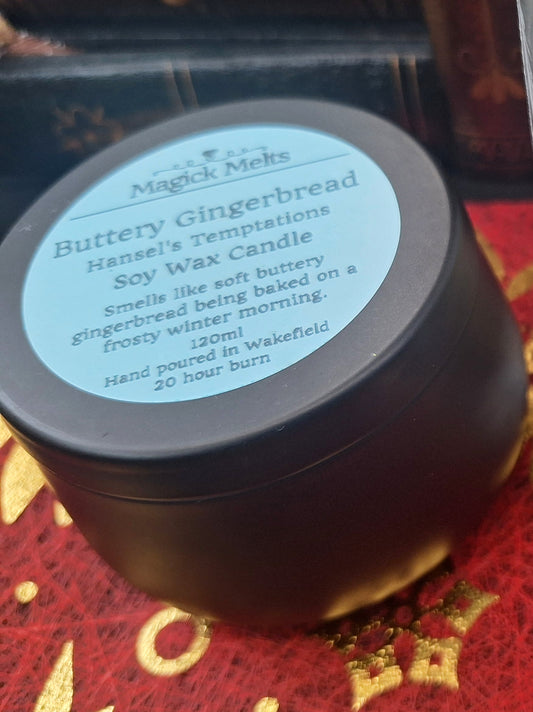 Magick Melts
Buttery Gingerbread
Hansel's Temptations
Soy Wax Candle
Smells like soft buttery
gingerbread being baked on a
frosty winter morning.
120ml
Hand poured in Wakefield
20 hour burn